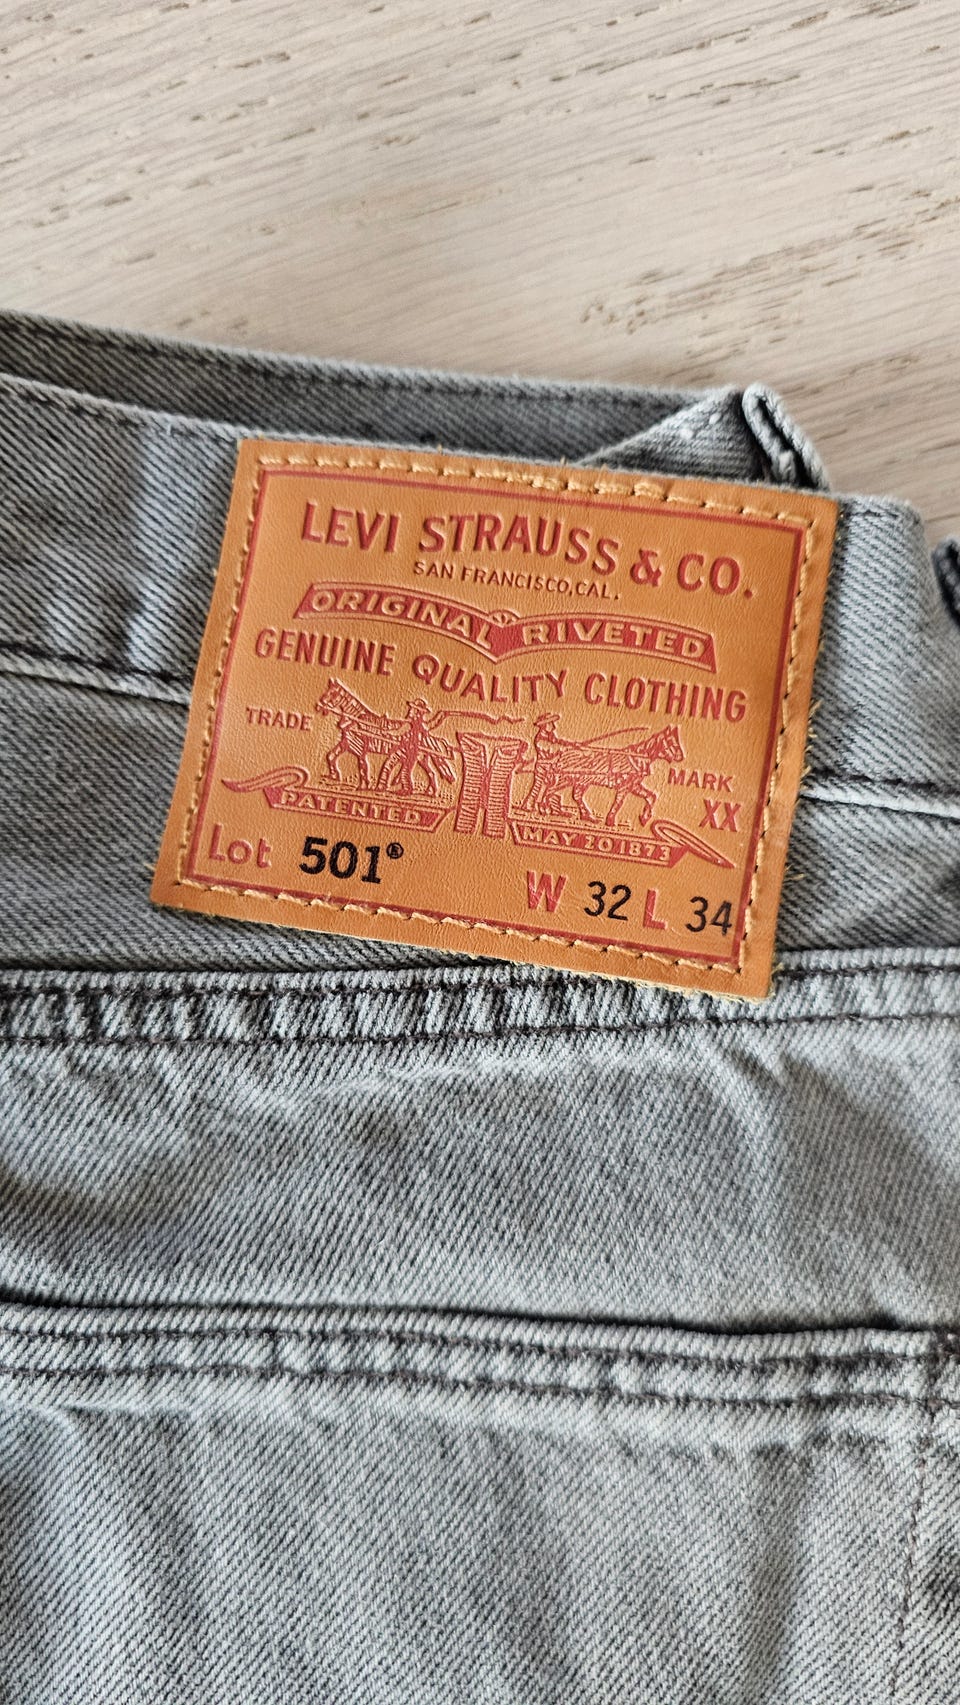 LEVI STRAUSS & CO.
SAN FRANCISCO, CAL.
ORIGINAL RIVETED
GENUINE QUALITY CLOTHING
TRADE MARK
XX
PATENTED MAY 20 1873
Lot 501®
W 32 L 34